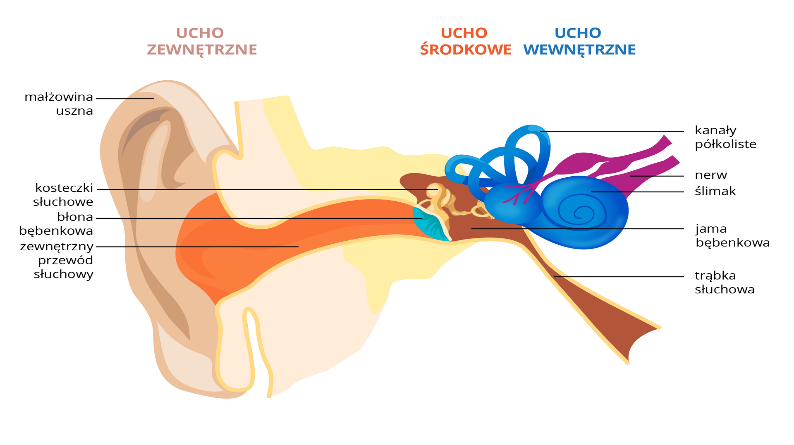 UCHO
ZEWNĘTRZNE
UCHO
ŚRODKOWE
UCHO
WEWNĘTRZNE
małżowina
uszna
kosteczki
słuchowe
błona
bębenkowa
zewnętrzny
przewód
słuchowy
kanały
półkoliste
nerw
ślimak
jama
bębenkowa
trąbka
słuchowa